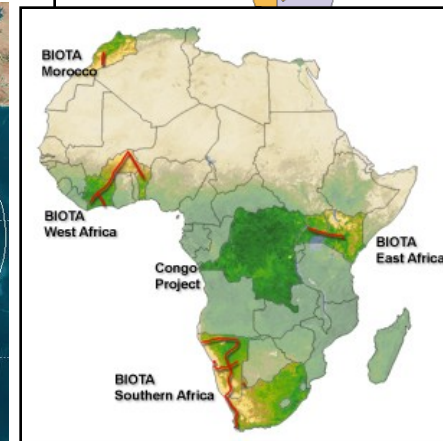 BIOTA
Morocco
BIOTA
West Africa
BIOTA
East Africa
Congo
Project
BIOTA
Southern Africa